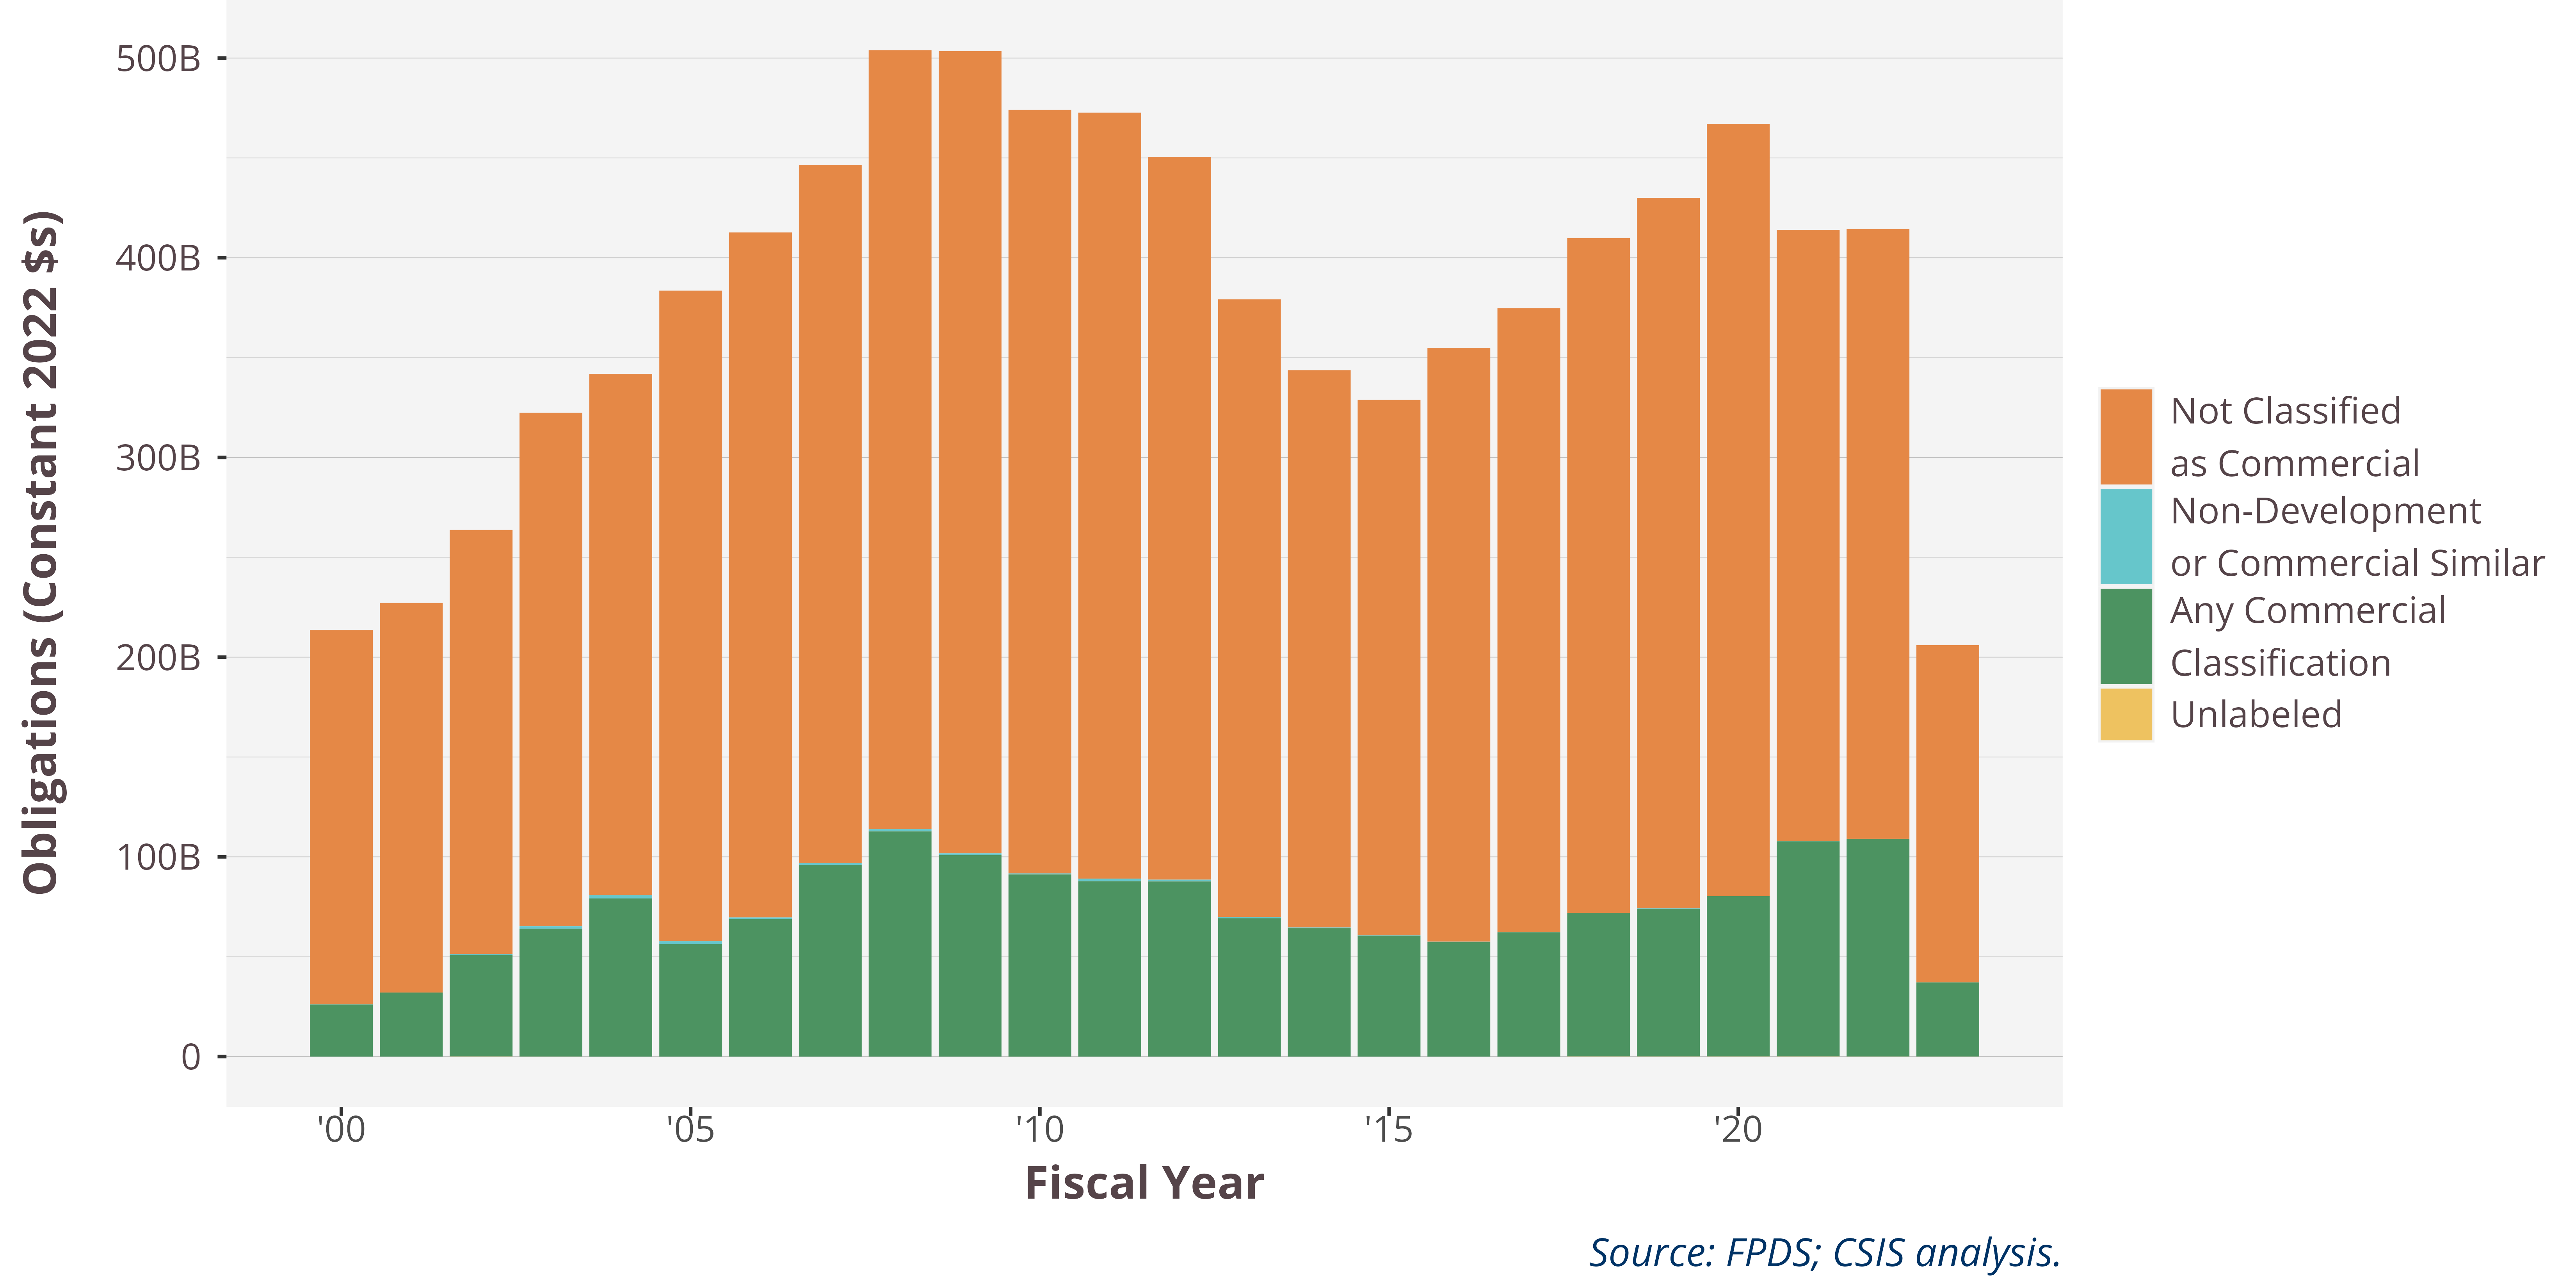 Obligations (Constant 2022 $s)
500B
400B
300B
200B
100B
0
'00
'05
'10
'15
'20
Fiscal Year
Not Classified
as Commercial
Non-Development
or Commercial Similar
Any Commercial
Classification
Unlabeled
Source: FPDS; CSIS analysis.